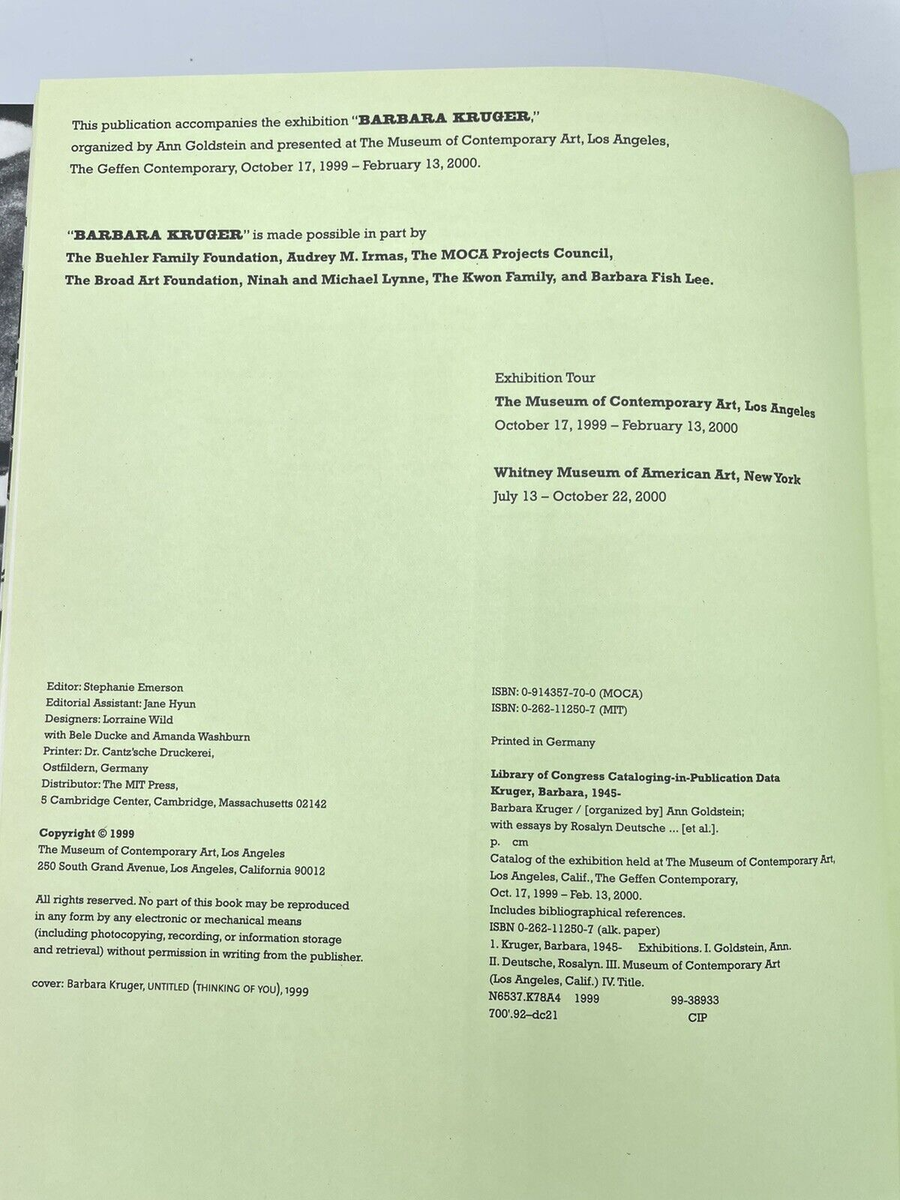 This publication accompanies the exhibition "BARBARA KRUGER,"
organized by Ann Goldstein and presented at The Museum of Contemporary Art, Los Angeles,
The Geffen Contemporary, October 17, 1999 – February 13, 2000.
"BARBARA KRUGER" is made possible in part by
The Buehler Family Foundation, Audrey M. Irmas, The MOCA Projects Council,
The Broad Art Foundation, Ninah and Michael Lynne, The Kwon Family, and Barbara Fish Lee.
Exhibition Tour
The Museum of Contemporary Art, Los Angeles
October 17, 1999 – February 13, 2000
Whitney Museum of American Art, New York
July 13 – October 22, 2000
Editor: Stephanie Emerson
Editorial Assistant: Jane Hyun
Designers: Lorraine Wild
with Bele Ducke and Amanda Washburn
Printer: Dr. Cantz'sche Druckerei,
Ostfildern, Germany
Distributor: The MIT Press,
5 Cambridge Center, Cambridge, Massachusetts 02142
Copyright © 1999
The Museum of Contemporary Art, Los Angeles
250 South Grand Avenue, Los Angeles, California 90012
All rights reserved. No part of this book may be reproduced
in any form by any electronic or mechanical means
(including photocopying, recording, or information storage
and retrieval) without permission in writing from the publisher.
cover: Barbara Kruger, UNTITLED (THINKING OF YOU), 1999
ISBN: 0-914357-70-0 (MOCA)
ISBN: 0-262-11250-7 (MIT)
Printed in Germany
Library of Congress Cataloging-in-Publication Data
Kruger, Barbara, 1945-
Barbara Kruger / [organized by] Ann Goldstein;
with essays by Rosalyn Deutsche ... [et al.].
p. cm
Catalog of the exhibition held at The Museum of Contemporary Art,
Los Angeles, Calif., The Geffen Contemporary,
Oct. 17, 1999 – Feb. 13, 2000.
Includes bibliographical references.
ISBN 0-262-11250-7 (alk. paper)
1. Kruger, Barbara, 1945- Exhibitions. I. Goldstein, Ann.
II. Deutsche, Rosalyn. III. Museum of Contemporary Art
(Los Angeles, Calif.) IV. Title.
N6537.K78A4 1999 99-38933
700'.92–dc21 CIP